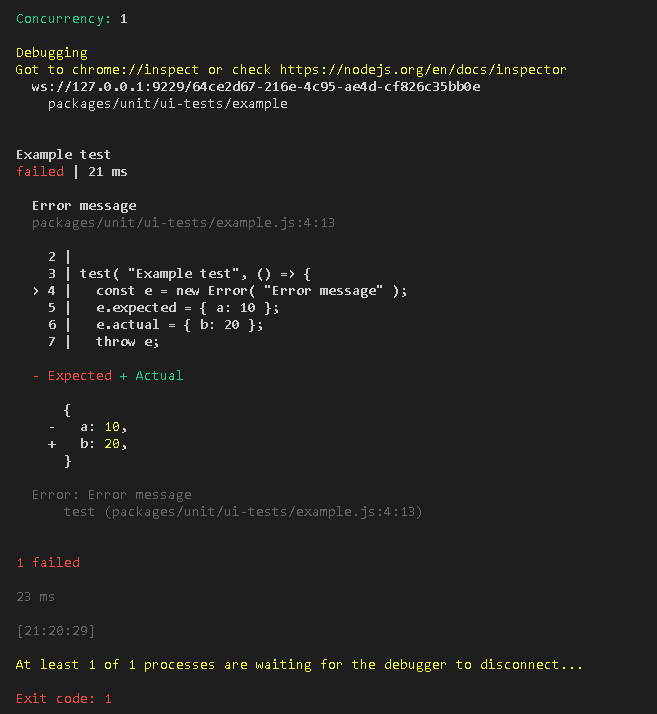 Concurrency: 1
Debugging
Got to chrome://inspect or check https://nodejs.org/en/docs/inspector
ws://127.0.0.1:9229/64ce2d67-216e-4c95-ae4d-cf826c35bb0e
packages/unit/ui-tests/example
Example test
failed | 21 ms
Error message
packages/unit/ui-tests/example.js:4:13
2 |
3 | test( "Example test", () => {
> 4 |   const e = new Error( "Error message" );
5 |   e.expected = { a: 10 };
6 |   e.actual = { b: 20 };
7 |   throw e;
- Expected + Actual
{
-   a: 10,
+   b: 20,
}
Error: Error message
test (packages/unit/ui-tests/example.js:4:13)
1 failed
23 ms
[21:20:29]
At least 1 of 1 processes are waiting for the debugger to disconnect...
Exit code: 1